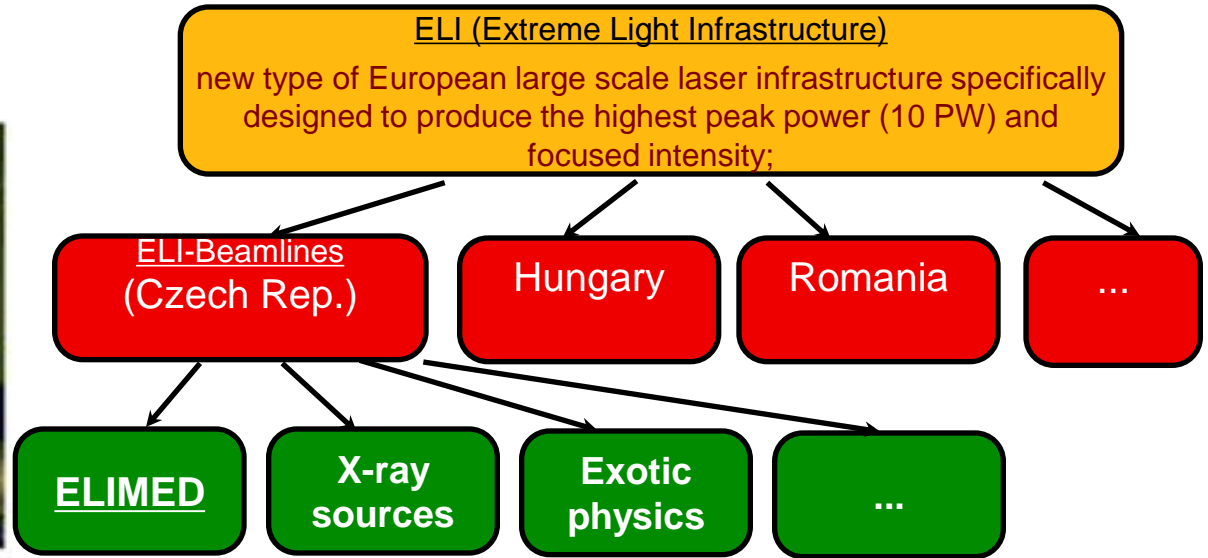 ELI (Extreme Light Infrastructure)
new type of European large scale laser infrastructure specifically
designed to produce the highest peak power (10 PW) and
focused intensity;
ELI-Beamlines
(Czech Rep.)
Hungary
Romania
...
ELIMED
X-ray
sources
Exotic
physics
...